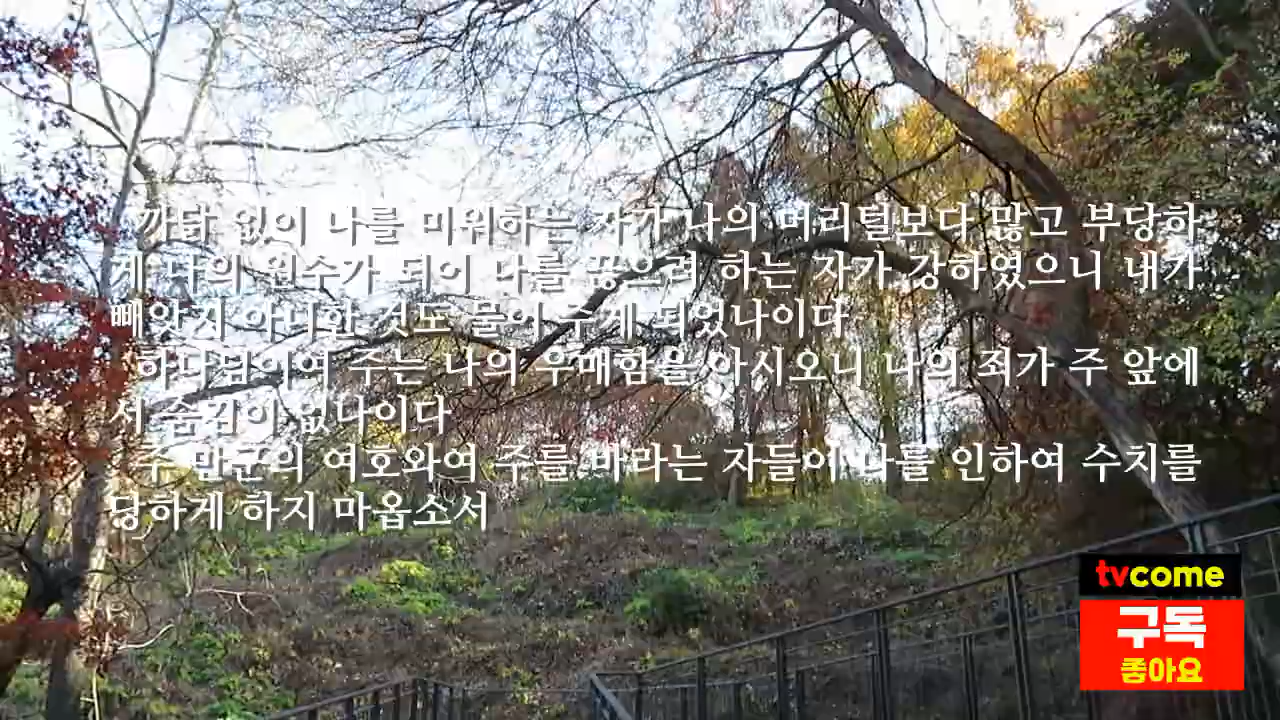 까닭 없이 나를 미워하는 자가 나의 머리털보다 많고 부당하
게 나의 원수가 되어 나를 끊으려 하는 자가 강하였으니 내가
빼앗지 아니한 것도 물어 주게 되었나이다
하나님이여 주는 나의 우매함을 아시오니 나의 죄가 주 앞에
서 숨김이 없나이다
주 만군의 여호와여 주를 바라는 자들이 나를 인하여 수치를
당하게 하지 마옵소서
tvcome
구독
좋아요